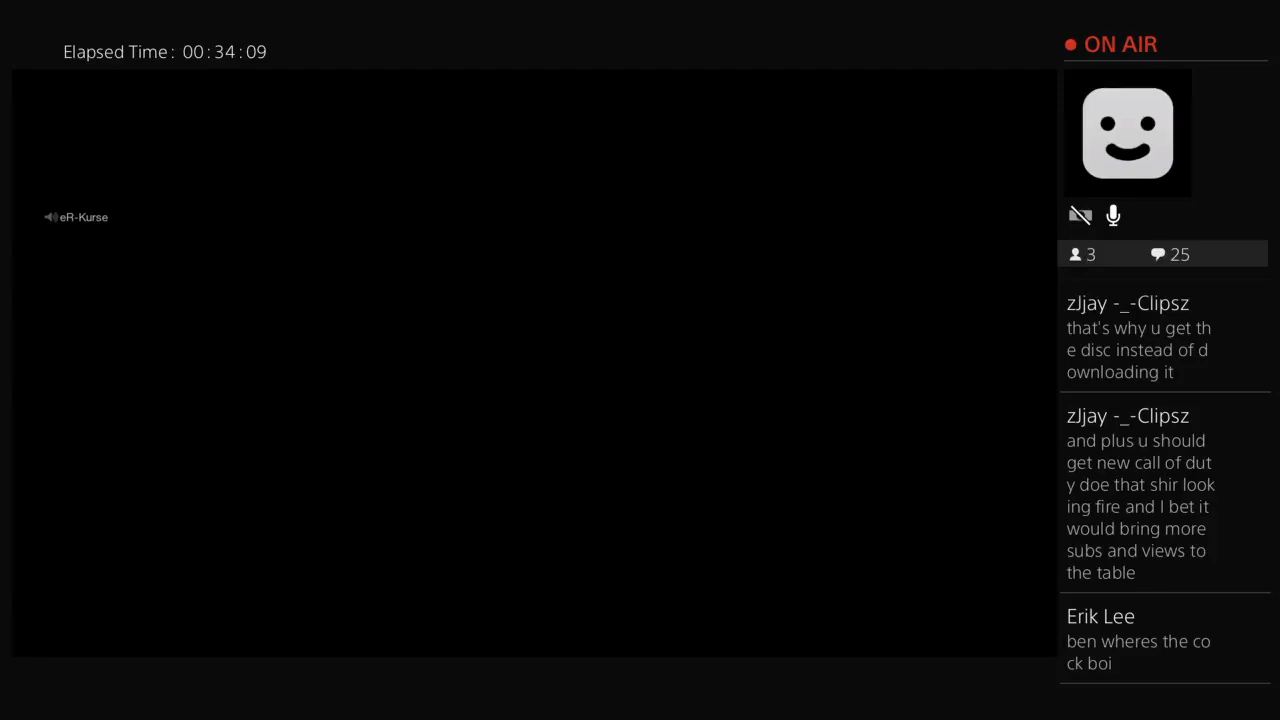 Elapsed Time: 00:34:09
ON AIR
eR-Kurse
3 25
zJjay -_-Clipsz
that's why u get th
e disc instead of d
ownloading it
zJjay -_-Clipsz
and plus u should
get new call of dut
y doe that shir look
ing fire and I bet it
would bring more
subs and views to
the table
Erik Lee
ben wheres the co
ck boi